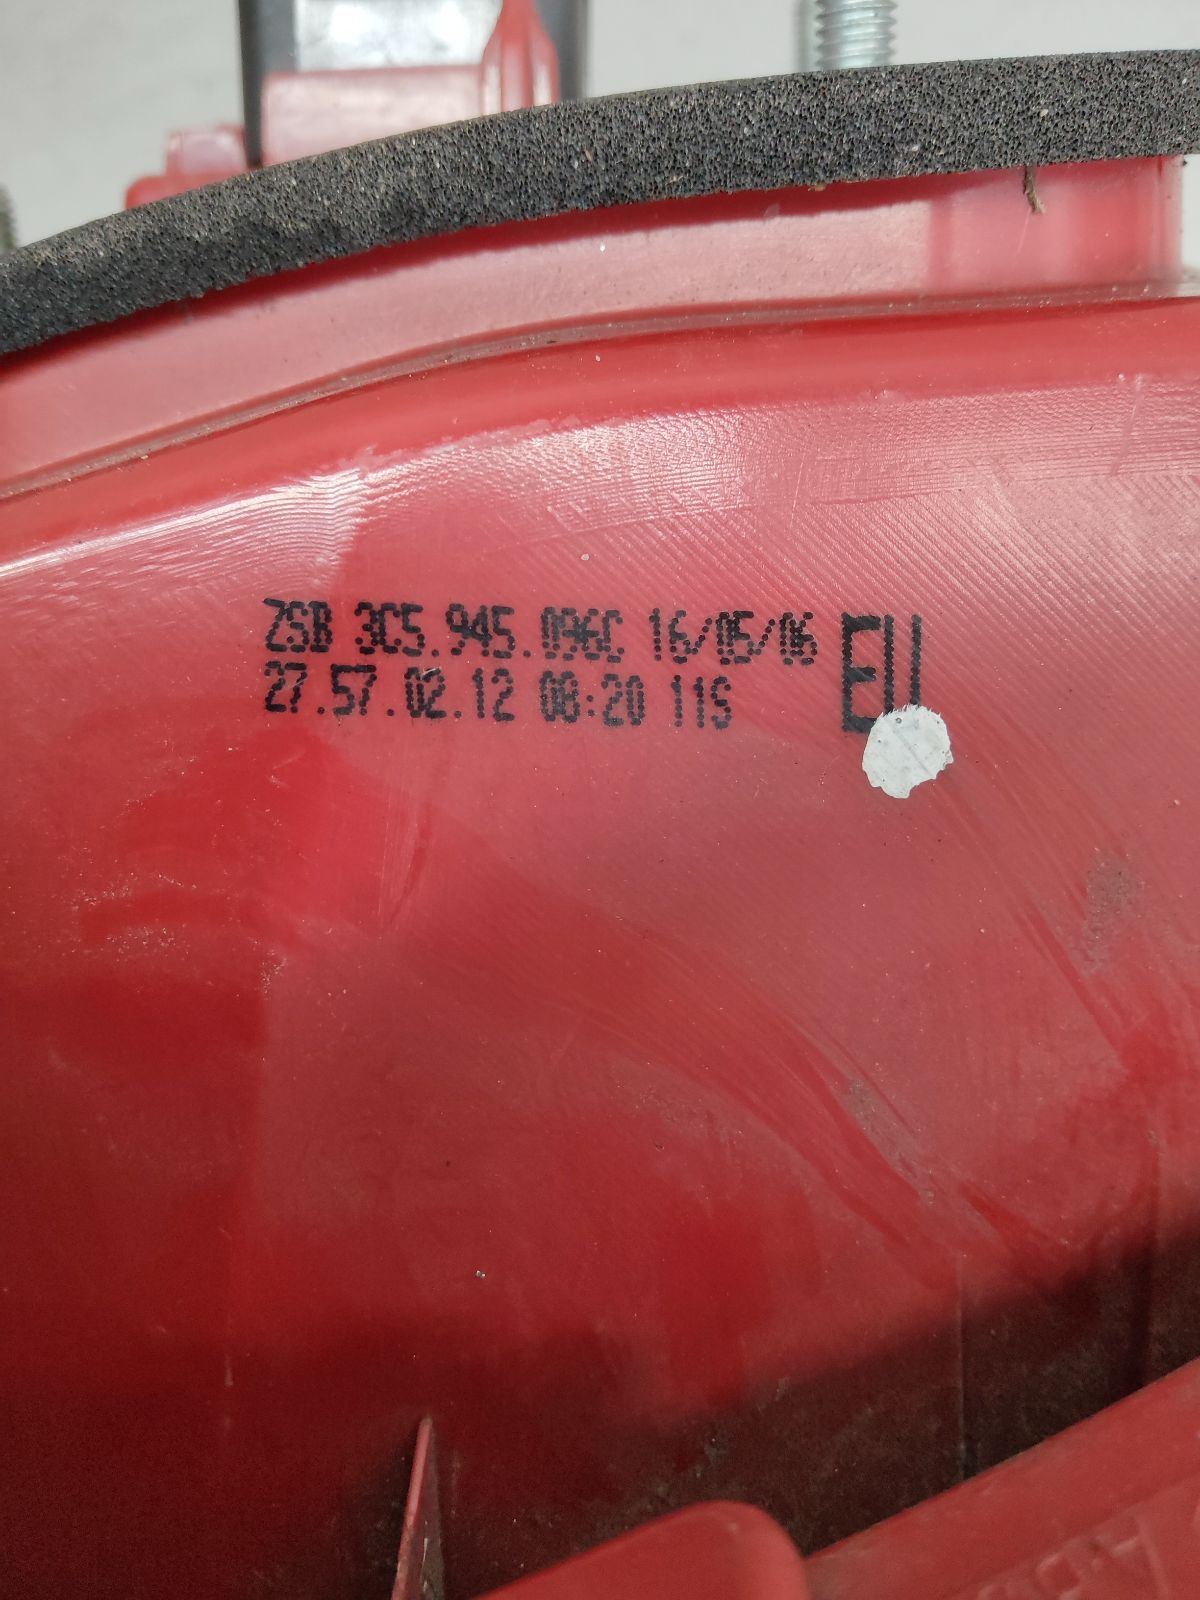 ZSB 3C5.945.096C 16/05/06 EU
27.57.02.12 08:20 11S